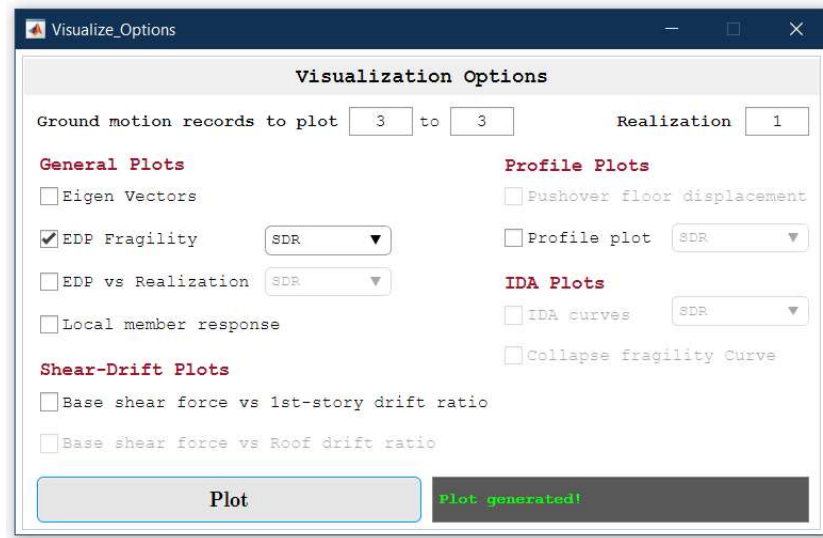 Visualize_Options
Visualization Options
Ground motion records to plot 3 to 3 Realization 1
General Plots
Eigen Vectors
EDP Fragility SDR
EDP vs Realization SDR
Local member response
Shear-Drift Plots
Base shear force vs 1st-story drift ratio
Base shear force vs Roof drift ratio
Profile Plots
Pushover floor displacement
Profile plot SDR
IDA Plots
IDA curves SDR
Collapse fragility Curve
Plot
Plot generated!